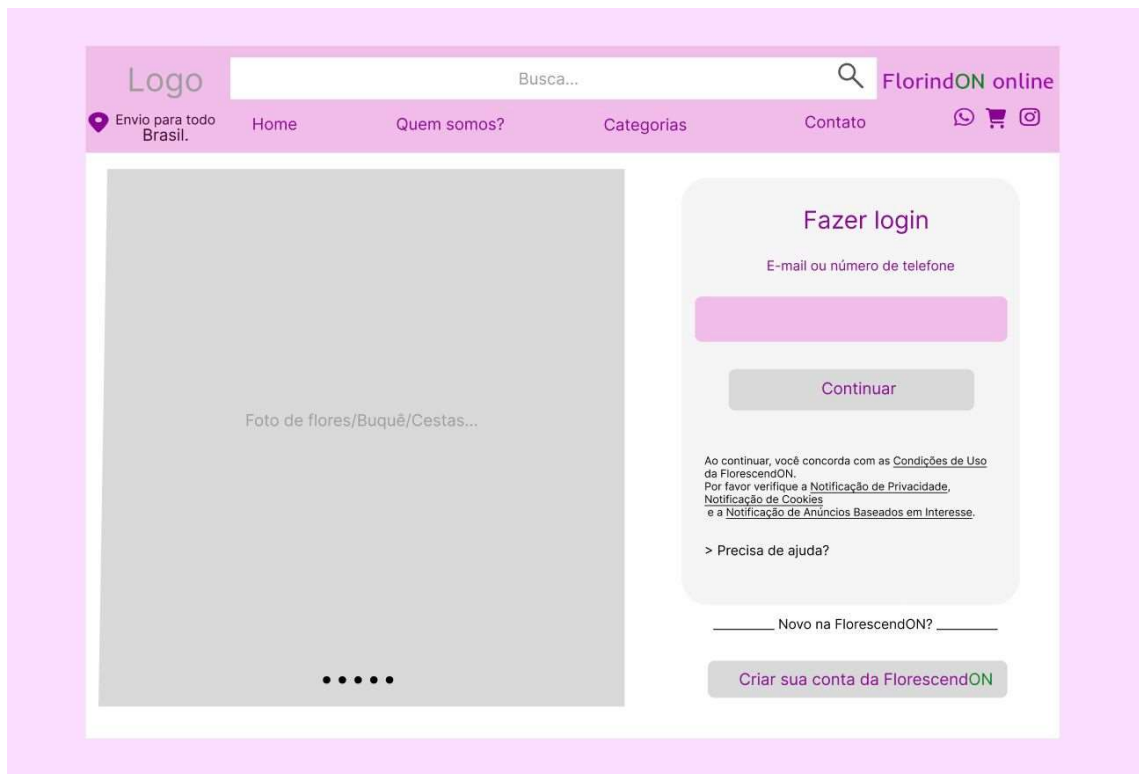 Logo
Busca...
FlorindON online
Envio para todo
Brasil.
Home
Quem somos?
Categorias
Contato
Foto de flores/Buquê/Cestas...
Fazer login
E-mail ou número de telefone
Continuar
Ao continuar, você concorda com as Condições de Uso
da FlorescendON.
Por favor verifique a Notificação de Privacidade,
Notificação de Cookies
e a Notificação de Anúncios Baseados em Interesse.
> Precisa de ajuda?
Novo na FlorescendON?
Criar sua conta da FlorescendON